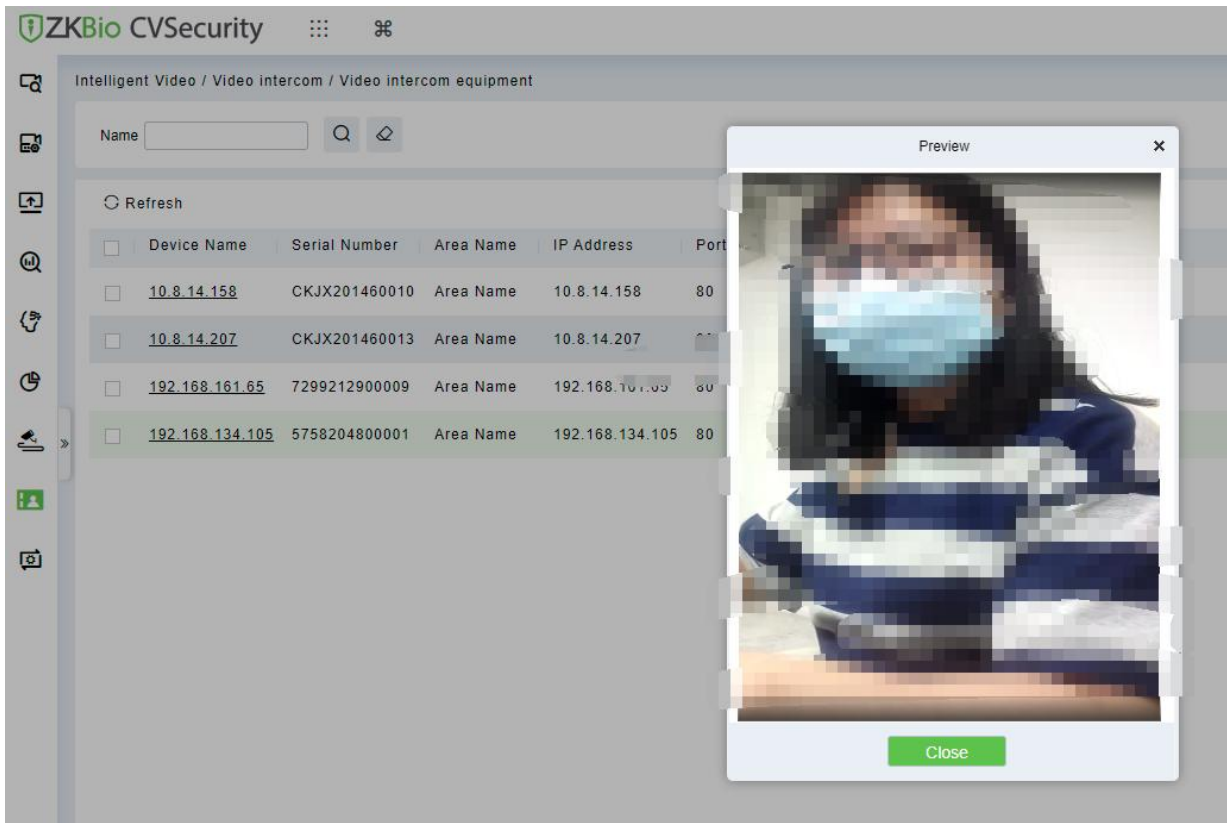 ZKBio CVSecurity
Intelligent Video / Video intercom / Video intercom equipment
Name
Preview
Refresh
Device Name Serial Number Area Name IP Address Port
10.8.14.158 CKJX201460010 Area Name 10.8.14.158 80
10.8.14.207 CKJX201460013 Area Name 10.8.14.207
192.168.161.65 7299212900009 Area Name
192.168.134.105 5758204800001 Area Name 192.168.134.105 80
Close